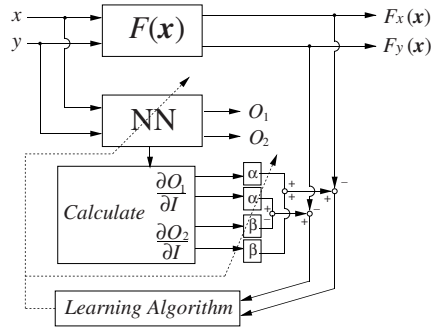 x
y
F(x)
Fx(x)
Fy(x)
NN
O1
O2
Calculate
∂O1
∂I
∂O2
∂I
α
α
β
β
+
+
+
−
+
−
+
−
Learning Algorithm